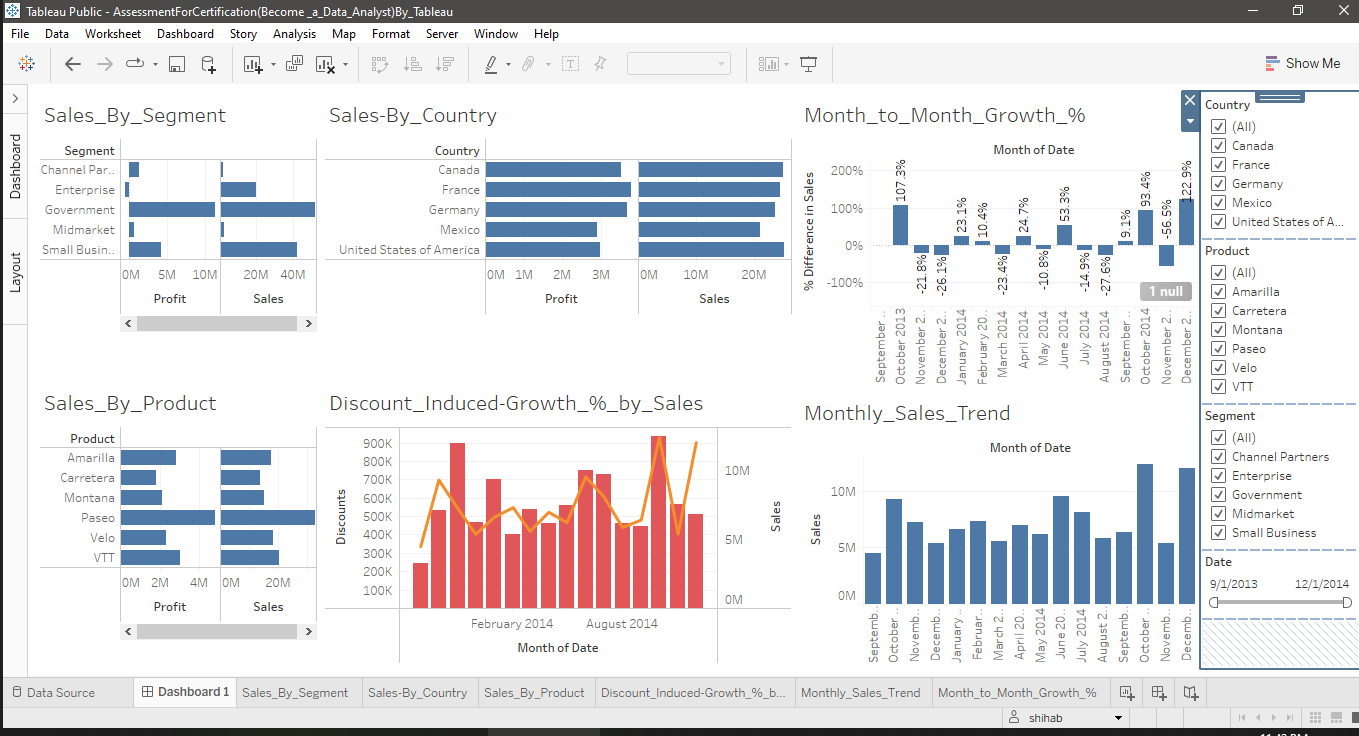 Tableau Public - AssessmentForCertification(Become _a_Data_Analyst)By_Tableau
File Data Worksheet Dashboard Story Analysis Map Format Server Window Help
Show Me
Dashboard
Layout
Sales_By_Segment
Segment
Channel Par..
Enterprise
Government
Midmarket
Small Busin..
0M 5M 10M
20M 40M
Profit
Sales
Sales-By_Country
Country
Canada
France
Germany
Mexico
United States of America
0M 1M 2M 3M
0M 10M 20M
Profit
Sales
Month_to_Month_Growth_%
Month of Date
% Difference in Sales
200%
100%
0%
-100%
107.3%
-21.8%
-26.1%
23.1%
10.4%
-23.4%
24.7%
-10.8%
53.3%
-14.9%
-27.6%
9.1%
93.4%
-56.5%
122.9%
1 null
September ..
October 2013
November 2..
December 2..
January 2014
February 20..
March 2014
April 2014
May 2014
June 2014
July 2014
August 2014
September ..
October 2014
November 2..
December 2..
Sales_By_Product
Product
Amarilla
Carretera
Montana
Paseo
Velo
VTT
0M 2M 4M
0M 20M
Profit
Sales
Discount_Induced-Growth_%_by_Sales
Discounts
900K
800K
700K
600K
500K
400K
300K
200K
100K
10M
5M
0M
Sales
February 2014 August 2014
Month of Date
Monthly_Sales_Trend
Month of Date
Sales
10M
5M
0M
Septemb..
October ..
Novemb..
Decemb..
January ..
Februar..
March 2..
April 20..
May 2014
June 20..
July 2014
August 2..
Septemb..
October ..
Novemb..
Decemb..
Country
(All)
Canada
France
Germany
Mexico
United States of A...
Product
(All)
Amarilla
Carretera
Montana
Paseo
Velo
VTT
Segment
(All)
Channel Partners
Enterprise
Government
Midmarket
Small Business
Date
9/1/2013 12/1/2014
Data Source Dashboard 1 Sales_By_Segment Sales-By_Country Sales_By_Product Discount_Induced-Growth_%_b... Monthly_Sales_Trend Month_to_Month_Growth_%
shihab